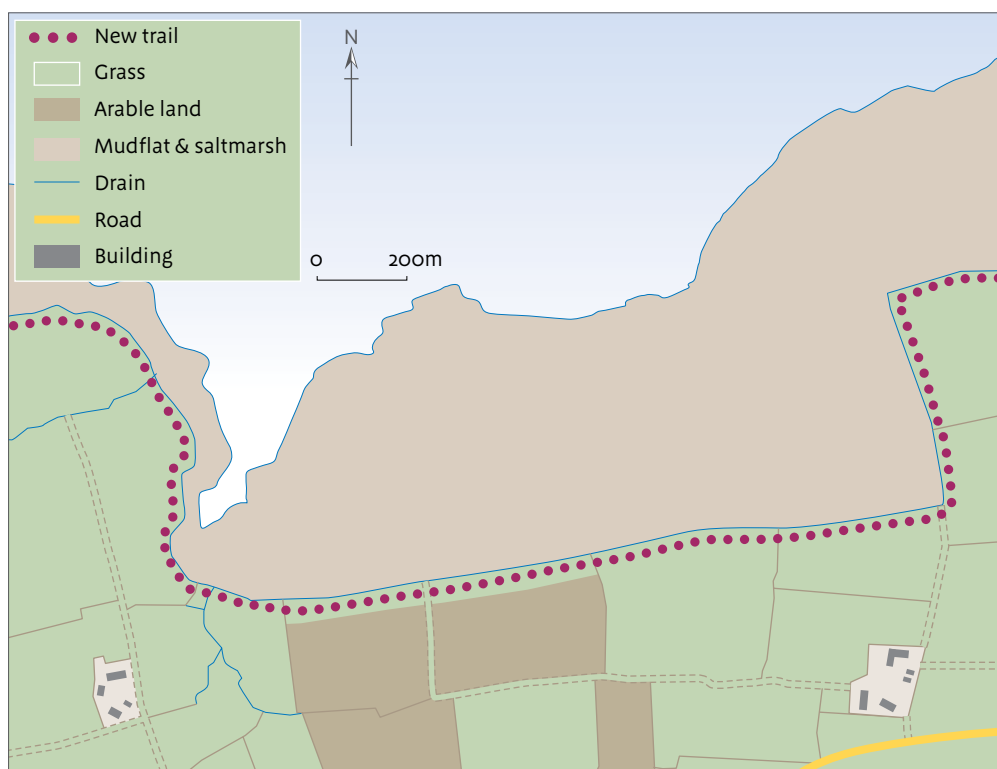 New trail
Grass
Arable land
Mudflat & saltmarsh
Drain
Road
Building
N
0 200m